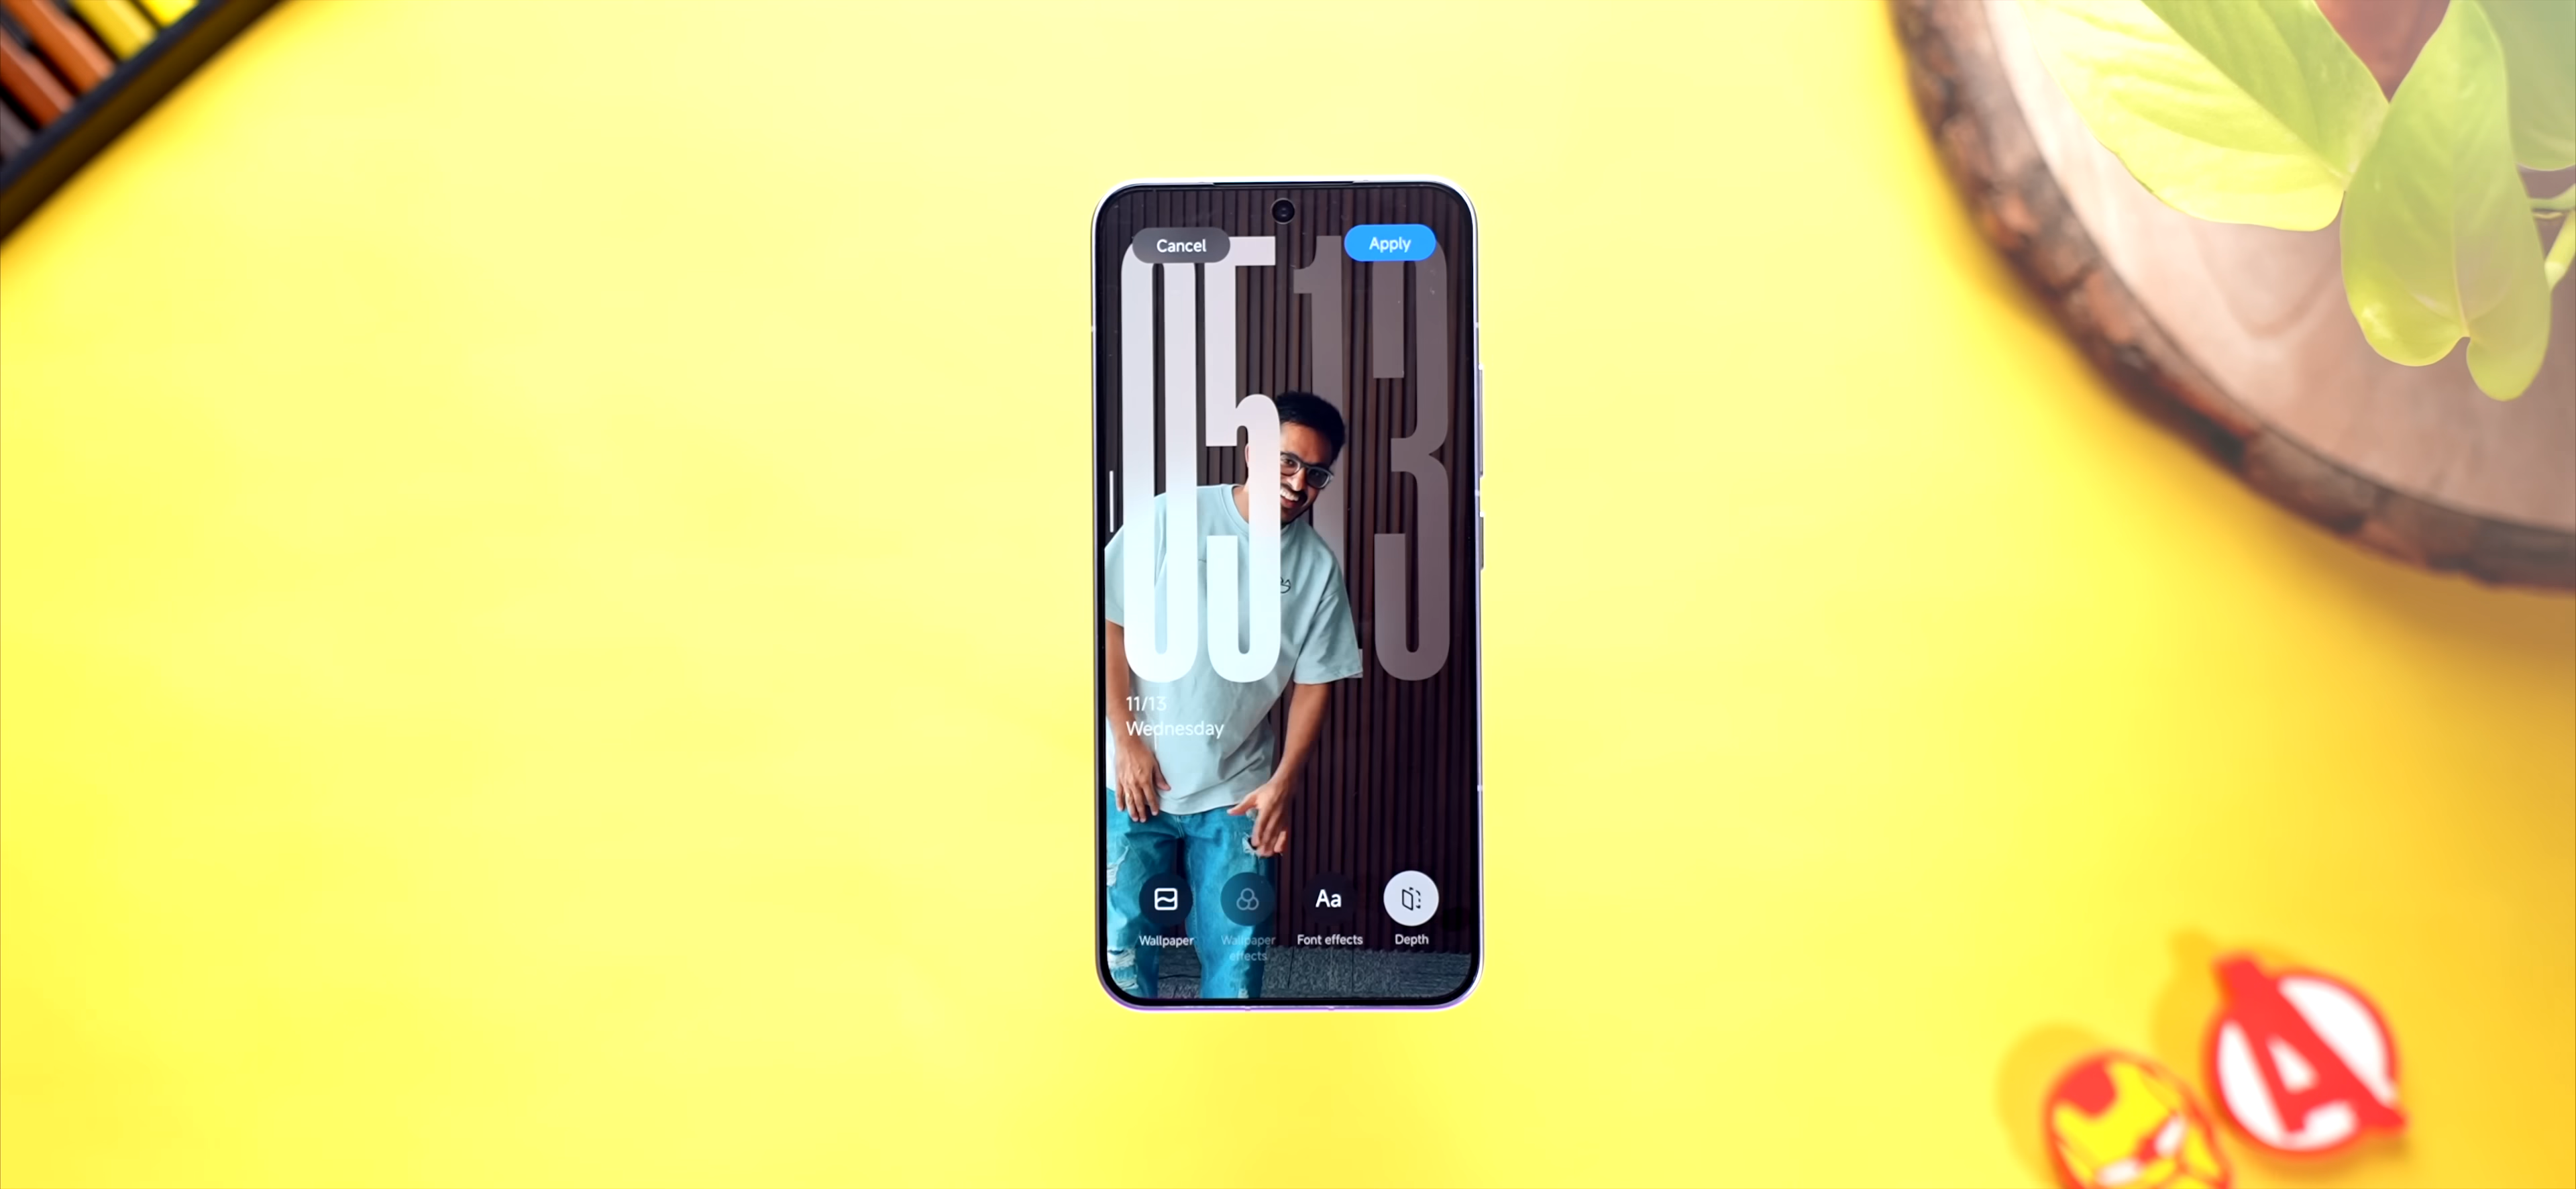 Cancel
Apply
05 13
11/13
Wednesday
Wallpaper
Wallpaper
effects
Aa
Font effects
Depth
A